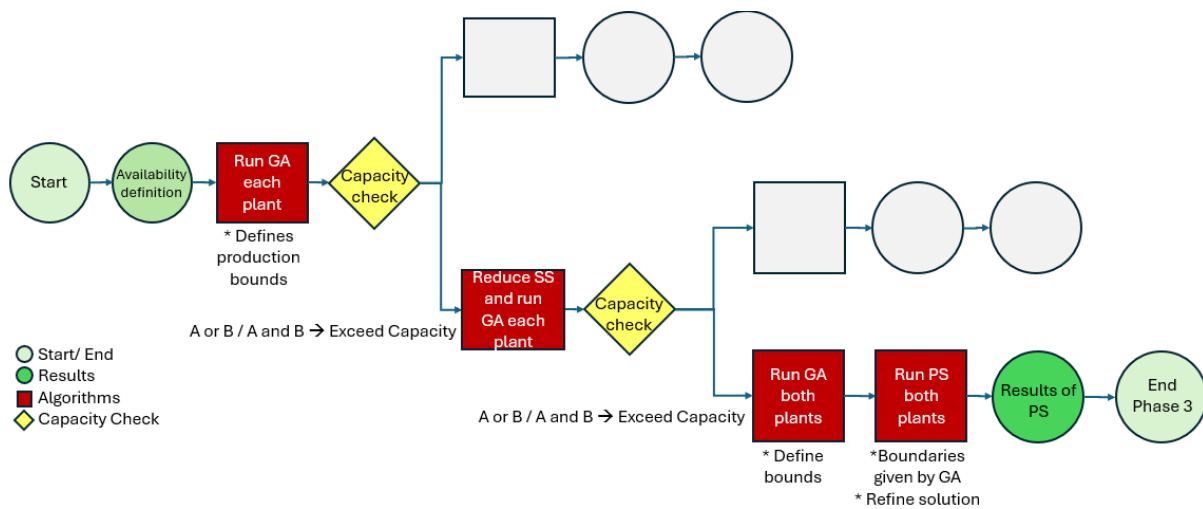 Start
Availability
definition
Run GA
each
plant
* Defines
production
bounds
Capacity
check
Reduce SS
and run
GA each
plant
A or B / A and B → Exceed Capacity
Capacity
check
Run GA
both
plants
* Define
bounds
A or B / A and B → Exceed Capacity
Run PS
both
plants
*Boundaries
given by GA
* Refine solution
Results of
PS
End
Phase 3
Start/ End
Results
Algorithms
Capacity Check